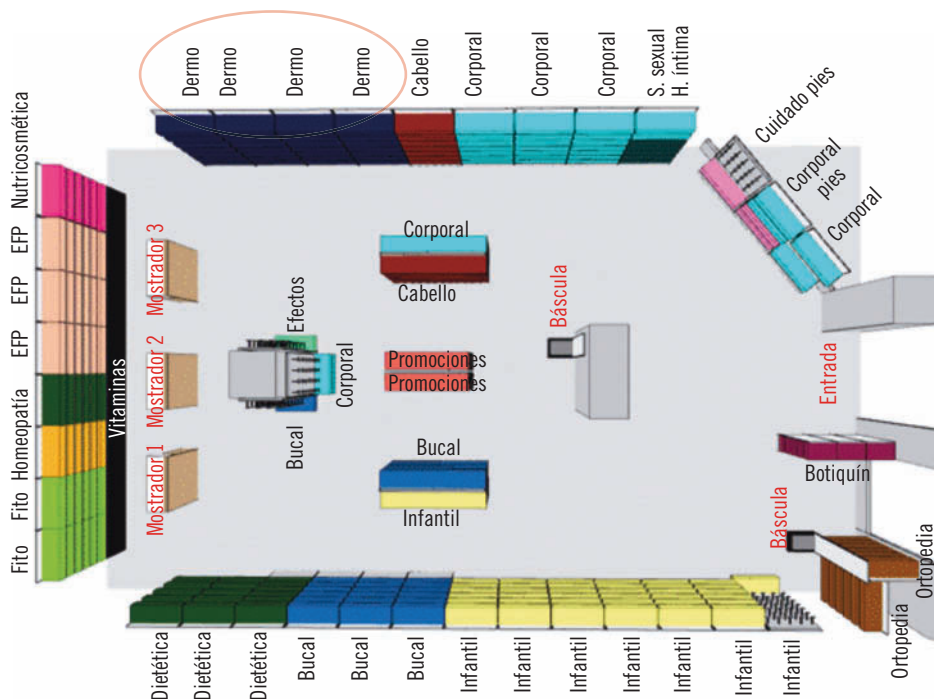 Dermo
Dermo
Dermo
Dermo
Cabello
Corporal
Corporal
Corporal
S. sexual
H. íntima
Cuidado pies
Corporal
pies
Corporal
Nutricosmética
EFP
EFP
EFP
Homeopatía
Fito
Fito
Vitaminas
Mostrador 3
Mostrador 2
Mostrador 1
Corporal
Cabello
Efectos
Corporal
Bucal
Promociones
Promociones
Báscula
Entrada
Bucal
Infantil
Botiquín
Báscula
Ortopedia
Ortopedia
Dietética
Dietética
Dietética
Bucal
Bucal
Bucal
Infantil
Infantil
Infantil
Infantil
Infantil
Infantil
Infantil